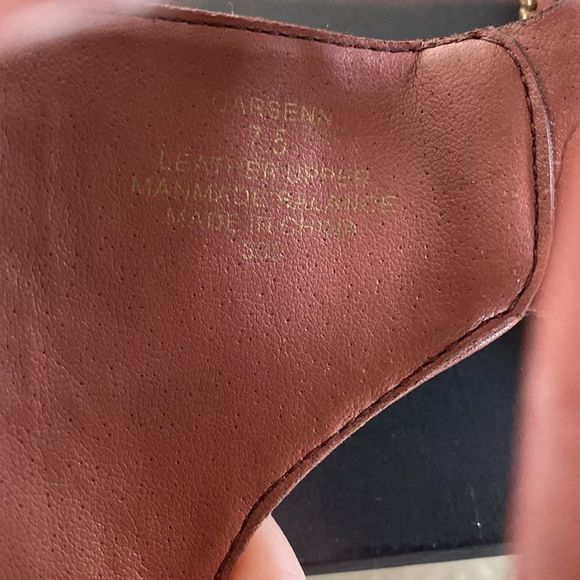 CARSENN
7.5
LEATHER UPPER
MANMADE BALANCE
MADE IN CHINA